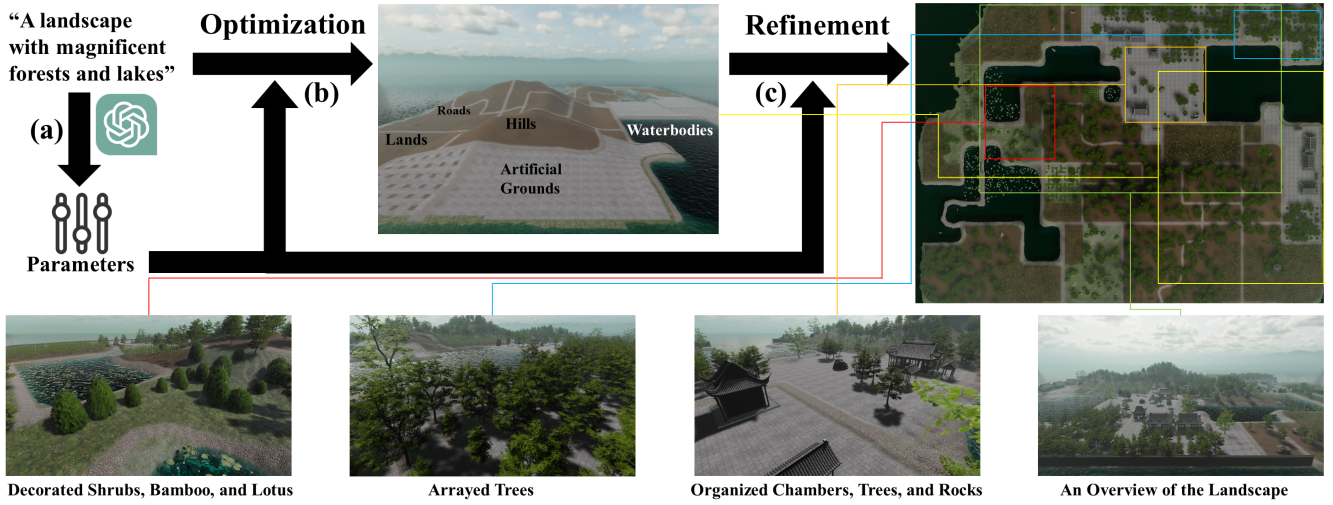 “A landscape
with magnificent
forests and lakes”
(a)
Parameters
Optimization
(b)
Roads
Lands
Hills
Waterbodies
Artificial
Grounds
Refinement
(c)
Decorated Shrubs, Bamboo, and Lotus
Arrayed Trees
Organized Chambers, Trees, and Rocks
An Overview of the Landscape